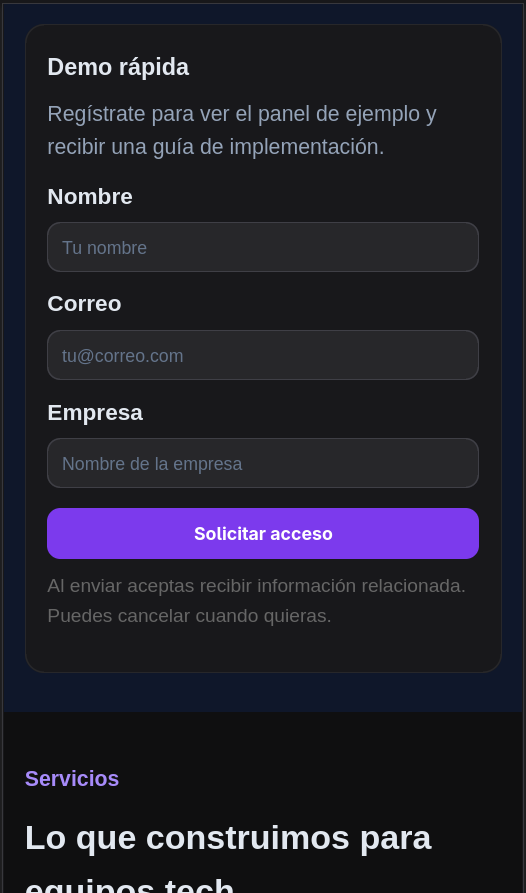 Demo rápida
Regístrate para ver el panel de ejemplo y
recibir una guía de implementación.
Nombre
Tu nombre
Correo
tu@correo.com
Empresa
Nombre de la empresa
Solicitar acceso
Al enviar aceptas recibir información relacionada.
Puedes cancelar cuando quieras.
Servicios
Lo que construimos para
equipos tech